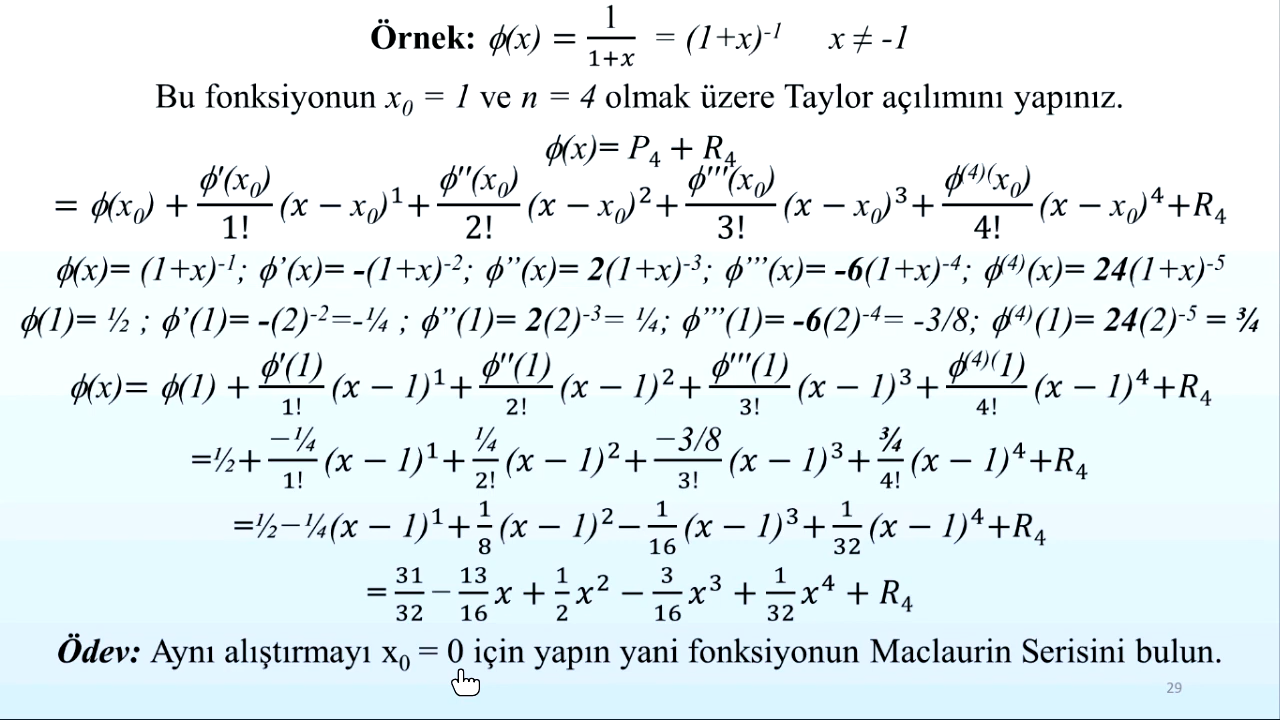 Örnek: ϕ(x) = 1/(1+x) = (1+x)⁻¹ x ≠ -1
Bu fonksiyonun x₀ = 1 ve n = 4 olmak üzere Taylor açılımını yapınız.
ϕ(x)= P₄ + R₄
= ϕ(x₀) + ϕ′(x₀)/1! (x − x₀)¹+ ϕ′′(x₀)/2! (x − x₀)²+ ϕ′′′(x₀)/3! (x − x₀)³+ ϕ⁽⁴⁾⁽x₀)/4! (x − x₀)⁴+R₄
ϕ(x)= (1+x)⁻¹; ϕ’(x)= -(1+x)⁻²; ϕ’’(x)= 2(1+x)⁻³; ϕ’’’(x)= -6(1+x)⁻⁴; ϕ⁽⁴⁾(x)= 24(1+x)⁻⁵
ϕ(1)= ½ ; ϕ’(1)= -(2)⁻²=-¼ ; ϕ’’(1)= 2(2)⁻³= ¼; ϕ’’’(1)= -6(2)⁻⁴= -3/8; ϕ⁽⁴⁾(1)= 24(2)⁻⁵ = ¾
ϕ(x)= ϕ(1) + ϕ′(1)/1! (x − 1)¹+ ϕ′′(1)/2! (x − 1)²+ ϕ′′′(1)/3! (x − 1)³+ ϕ⁽⁴⁾⁽1)/4! (x − 1)⁴+R₄
=½+ −¼/1! (x − 1)¹+ ¼/2! (x − 1)²+ −3/8/3! (x − 1)³+ ¾/4! (x − 1)⁴+R₄
=½−¼(x − 1)¹+ 1/8 (x − 1)²− 1/16 (x − 1)³+ 1/32 (x − 1)⁴+R₄
= 31/32 − 13/16 x + 1/2 x² − 3/16 x³ + 1/32 x⁴ + R₄
Ödev: Aynı alıştırmayı x₀ = 0 için yapın yani fonksiyonun Maclaurin Serisini bulun.
29